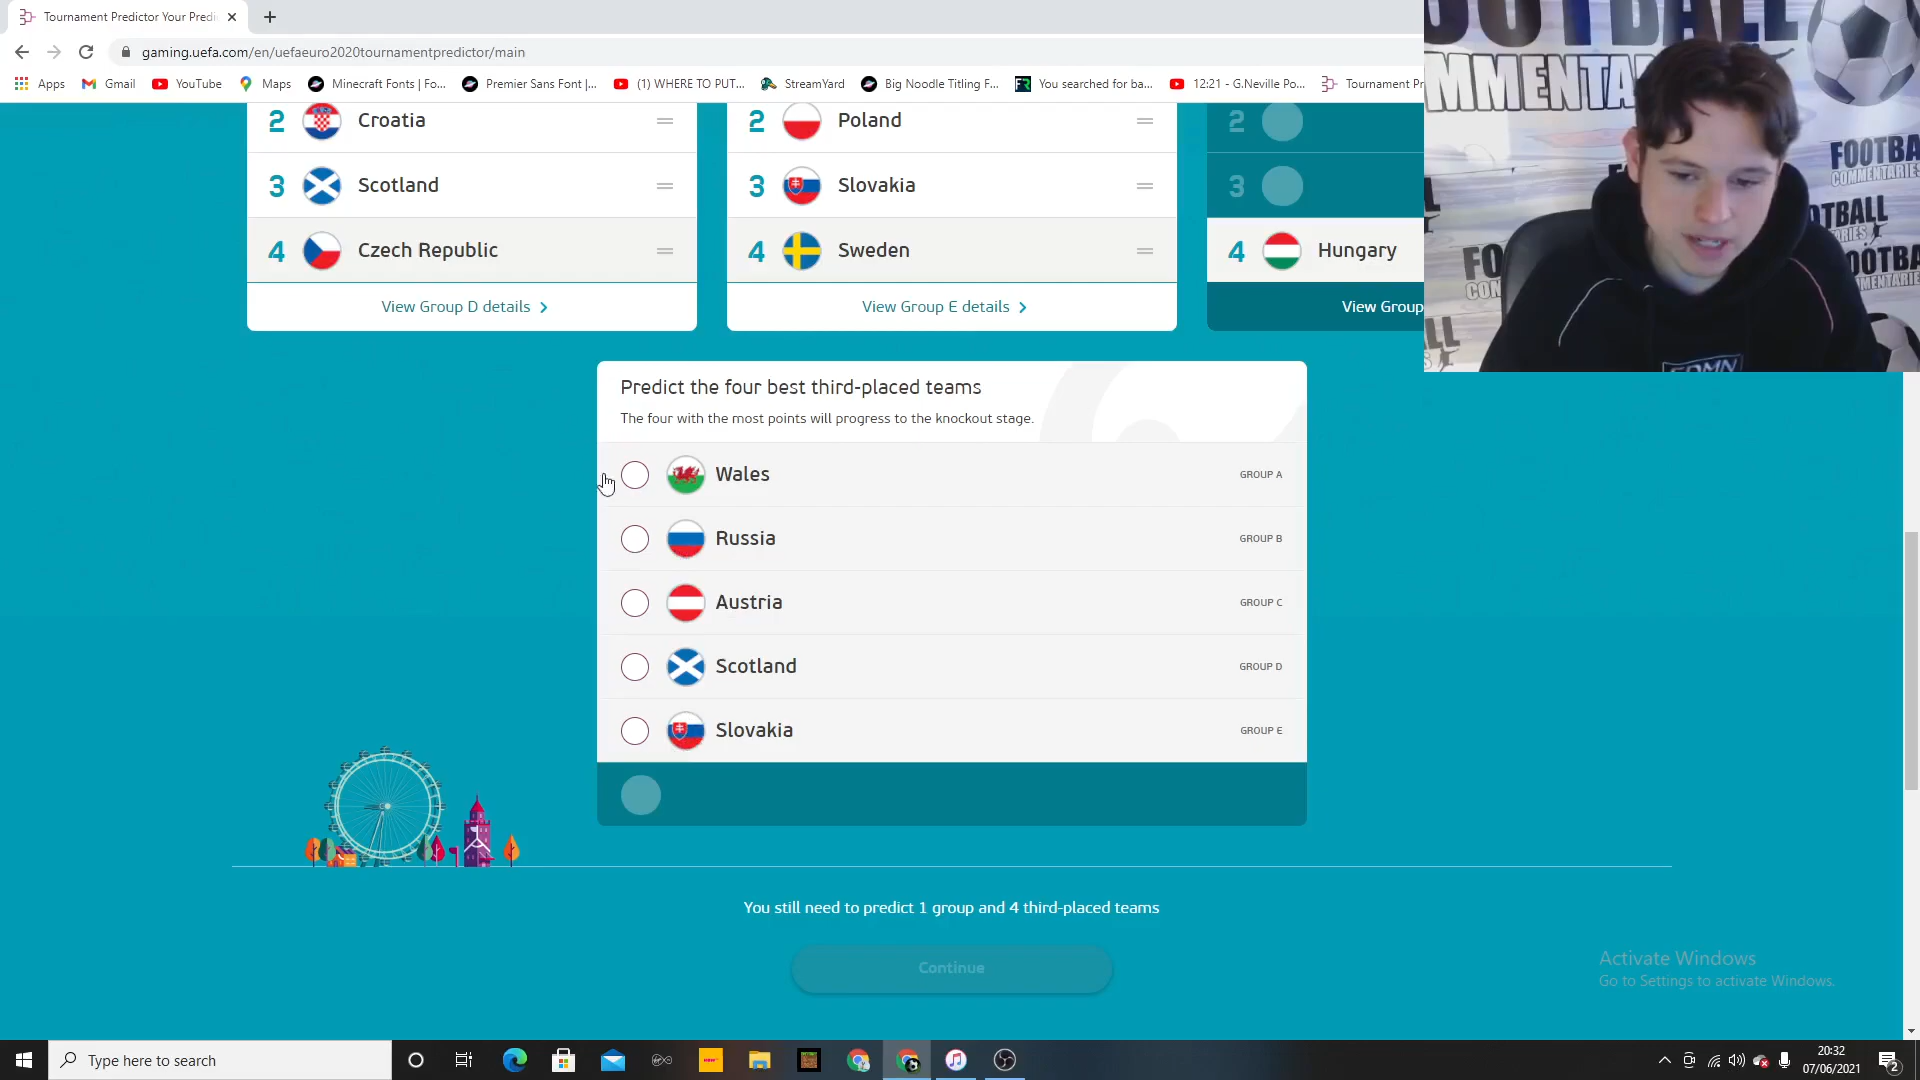 Tournament Predictor Your Predi
gaming.uefa.com/en/uefaeuro2020tournamentpredictor/main
Apps
Gmail
YouTube
Maps
Minecraft Fonts | Fo...
Premier Sans Font |...
(1) WHERE TO PUT...
StreamYard
Big Noodle Titling F...
You searched for ba...
12:21 - G.Neville Po...
Tournament Pr
2 Croatia
3 Scotland
4 Czech Republic
View Group D details
2 Poland
3 Slovakia
4 Sweden
View Group E details
2
3
4 Hungary
View Group
FOOTBALL
MMENTA
FOOTBA
COMMENTARIES
OTBALL
Predict the four best third-placed teams
The four with the most points will progress to the knockout stage.
Wales GROUP A
Russia GROUP B
Austria GROUP C
Scotland GROUP D
Slovakia GROUP E
You still need to predict 1 group and 4 third-placed teams
Continue
Activate Windows
Go to Settings to activate Windows.
Type here to search
20:32
07/06/2021
2